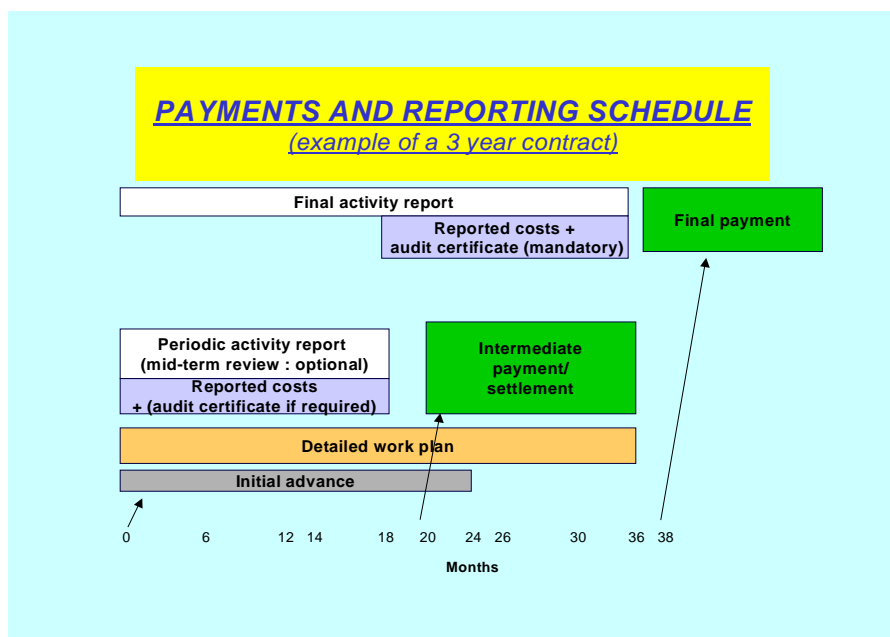 PAYMENTS AND REPORTING SCHEDULE
(example of a 3 year contract)
Final activity report
Reported costs +
audit certificate (mandatory)
Final payment
Periodic activity report
(mid-term review : optional)
Reported costs
+ (audit certificate if required)
Intermediate
payment/
settlement
Detailed work plan
Initial advance
0 6 12 14 18 20 24 26 30 36 38
Months